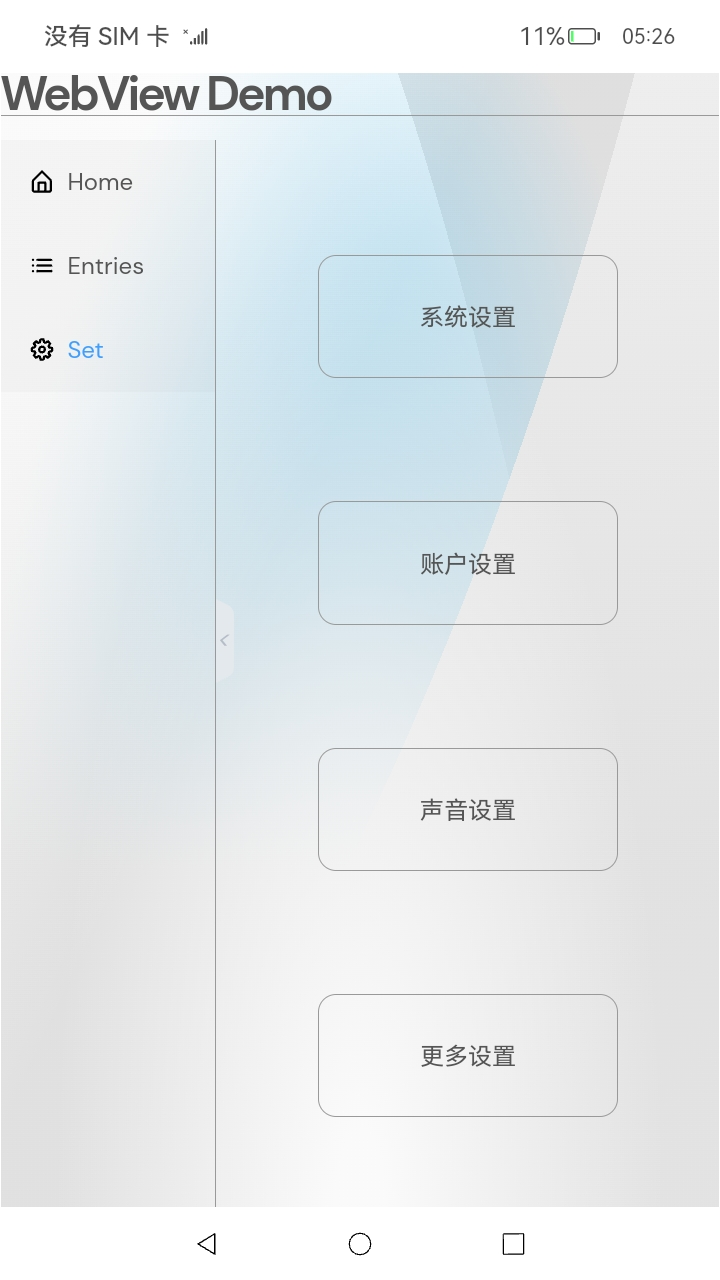 没有 SIM 卡
11%
05:26
WebView Demo
Home
Entries
Set
系统设置
账户设置
声音设置
更多设置